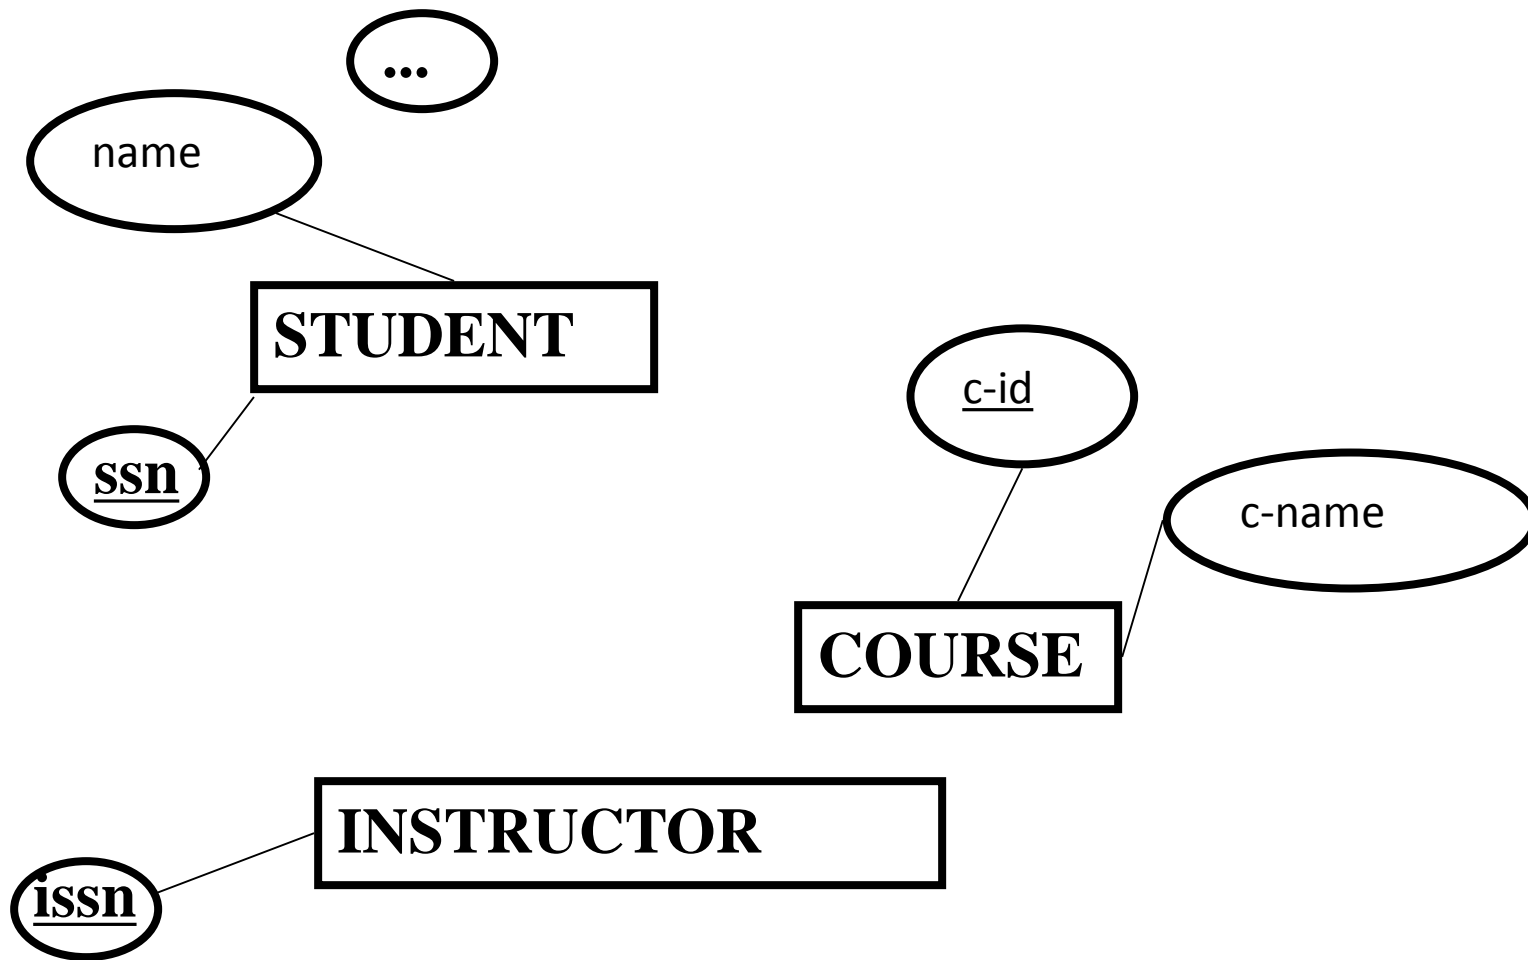 ...
name
STUDENT
c-id
ssn
c-name
COURSE
INSTRUCTOR
issn